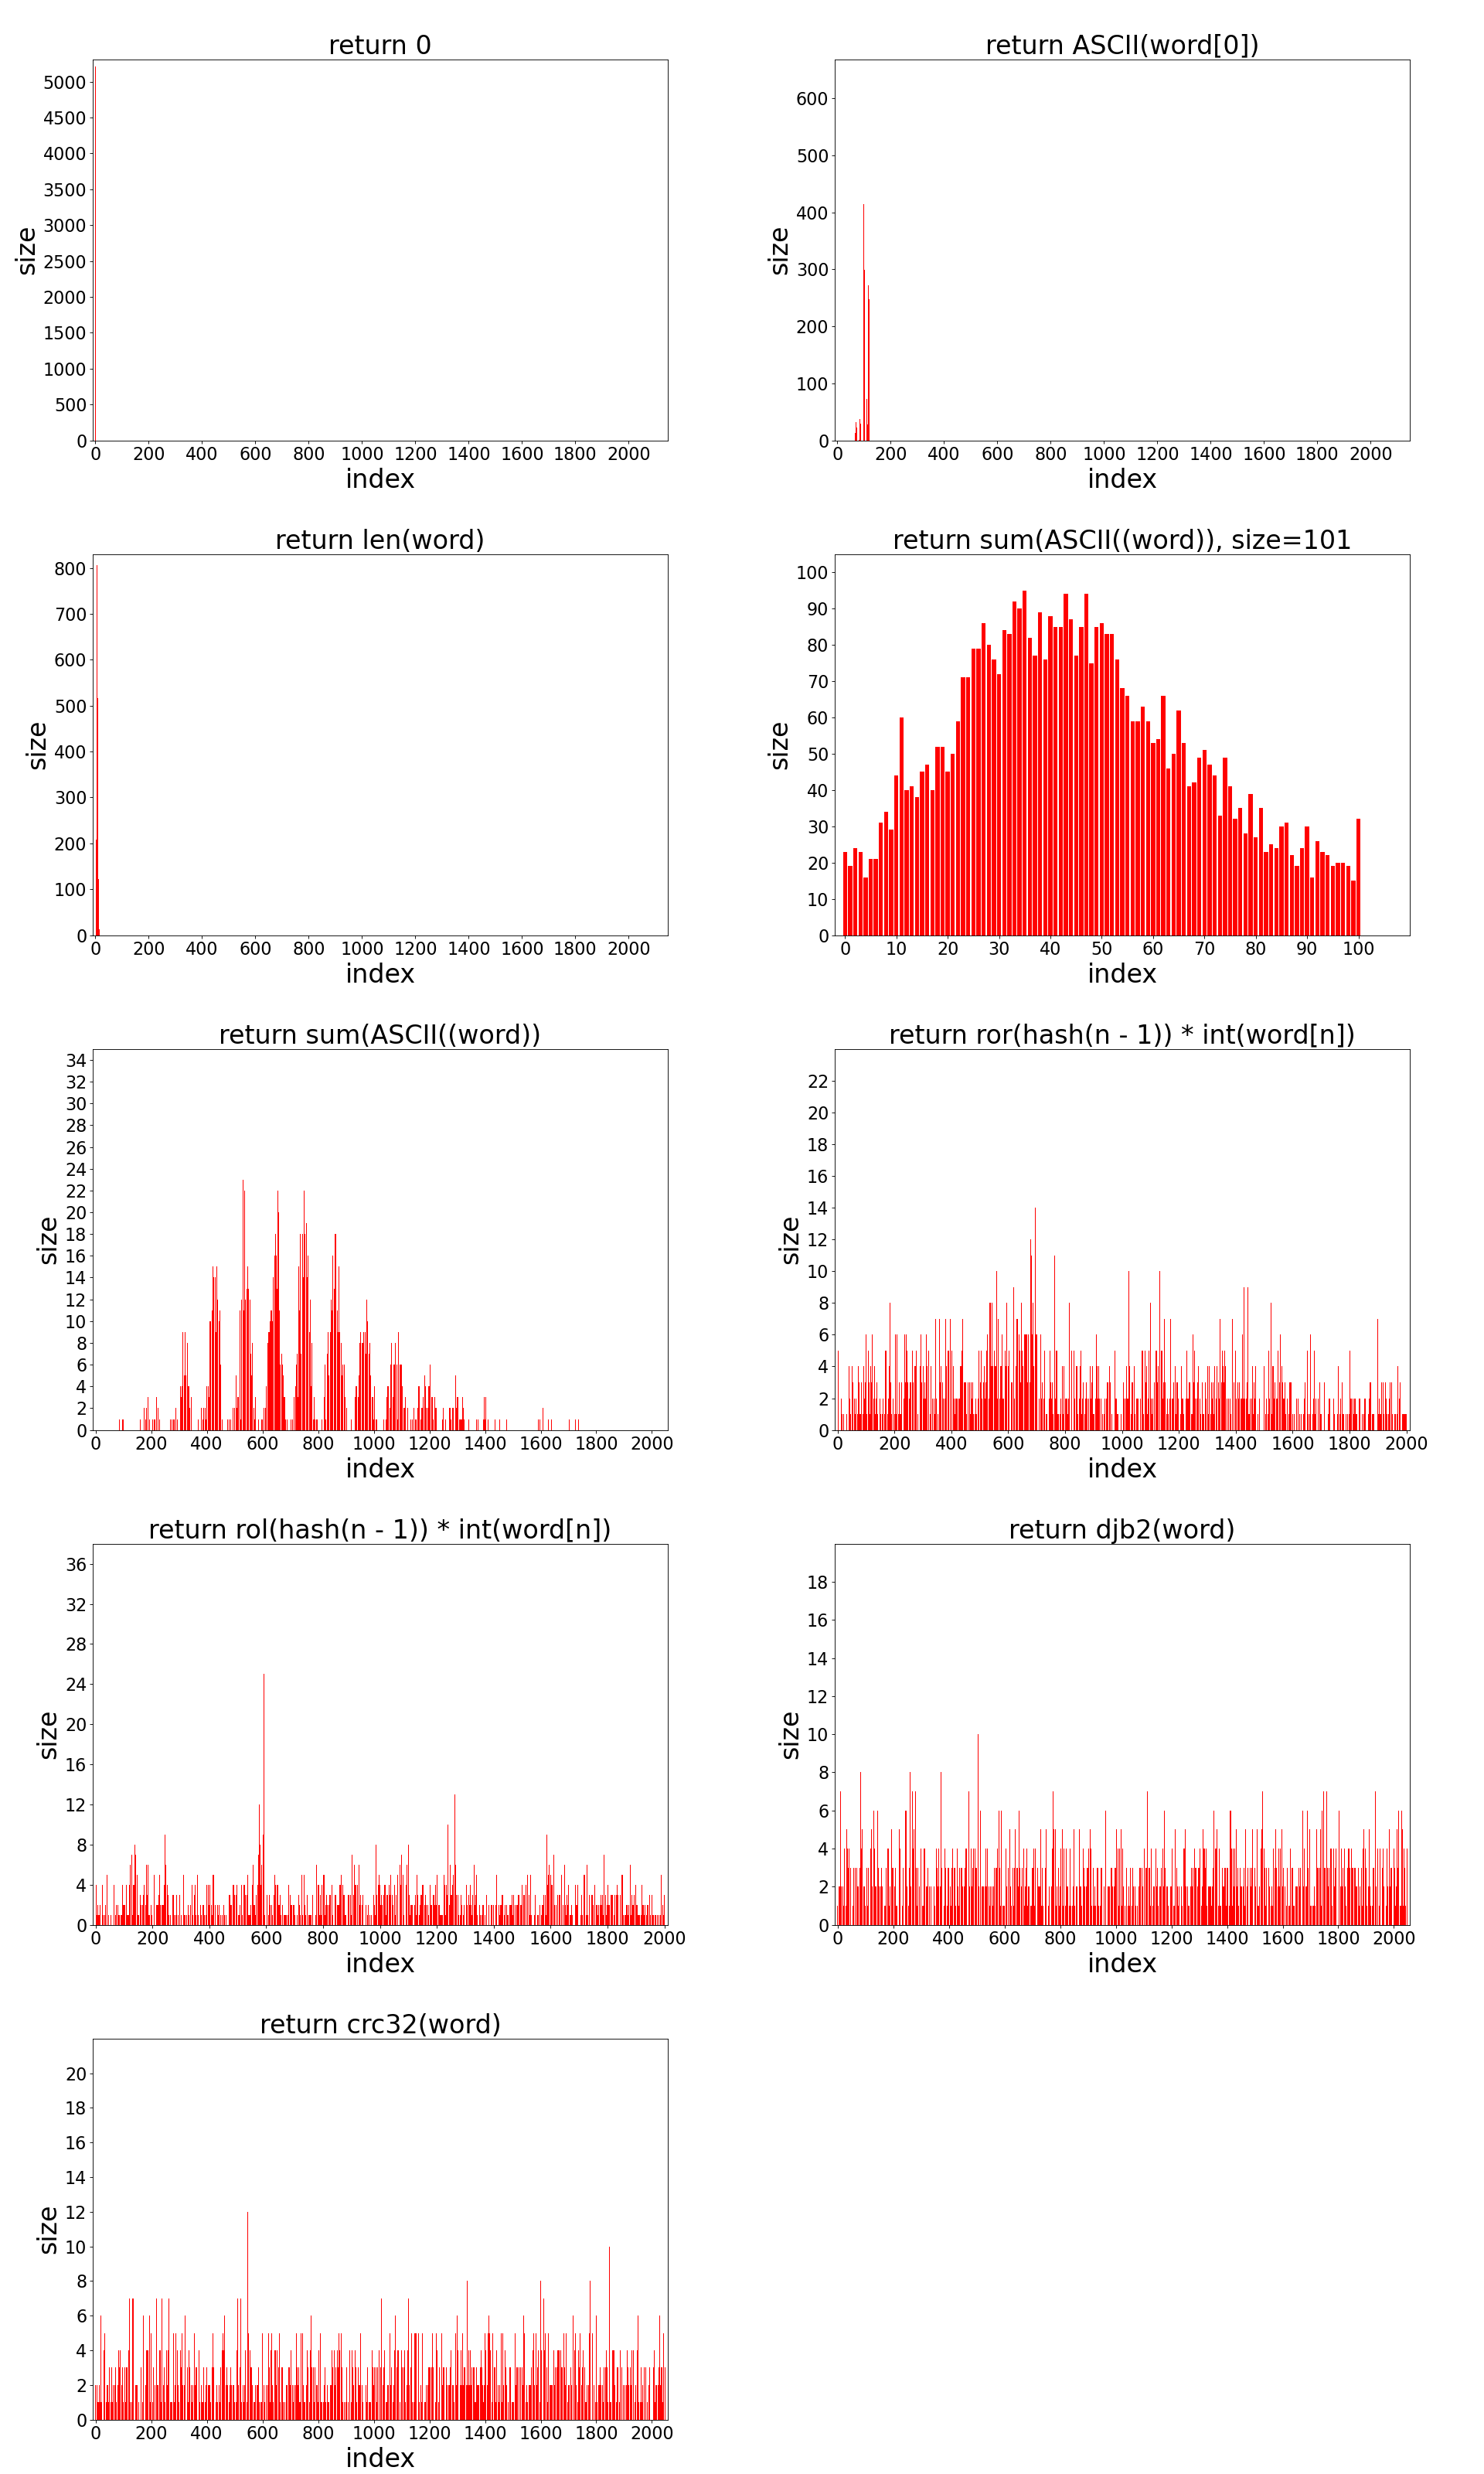 return 0
5000
4500
4000
3500
3000
2500
2000
1500
1000
500
0
size
0 200 400 600 800 1000 1200 1400 1600 1800 2000
index
return ASCII(word[0])
600
500
400
300
200
100
0
size
0 200 400 600 800 1000 1200 1400 1600 1800 2000
index
return len(word)
800
700
600
500
400
300
200
100
0
size
0 200 400 600 800 1000 1200 1400 1600 1800 2000
index
return sum(ASCII((word)), size=101
100
90
80
70
60
50
40
30
20
10
0
size
0 10 20 30 40 50 60 70 80 90 100
index
return sum(ASCII((word))
34
32
30
28
26
24
22
20
18
16
14
12
10
8
6
4
2
0
size
0 200 400 600 800 1000 1200 1400 1600 1800 2000
index
return ror(hash(n - 1)) * int(word[n])
22
20
18
16
14
12
10
8
6
4
2
0
size
0 200 400 600 800 1000 1200 1400 1600 1800 2000
index
return rol(hash(n - 1)) * int(word[n])
36
32
28
24
20
16
12
8
4
0
size
0 200 400 600 800 1000 1200 1400 1600 1800 2000
index
return djb2(word)
18
16
14
12
10
8
6
4
2
0
size
0 200 400 600 800 1000 1200 1400 1600 1800 2000
index
return crc32(word)
20
18
16
14
12
10
8
6
4
2
0
size
0 200 400 600 800 1000 1200 1400 1600 1800 2000
index